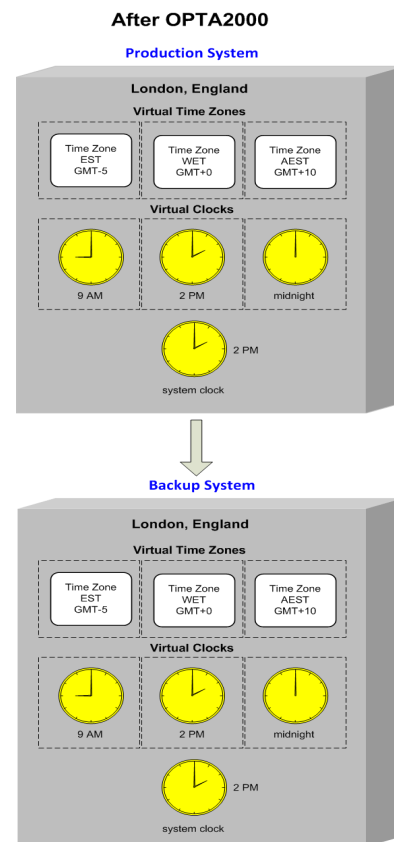 After OPTA2000
Production System
London, England
Virtual Time Zones
Time Zone
EST
GMT-5
Time Zone
WET
GMT+0
Time Zone
AEST
GMT+10
Virtual Clocks
9 AM
2 PM
midnight
2 PM
system clock
Backup System
London, England
Virtual Time Zones
Time Zone
EST
GMT-5
Time Zone
WET
GMT+0
Time Zone
AEST
GMT+10
Virtual Clocks
9 AM
2 PM
midnight
2 PM
system clock